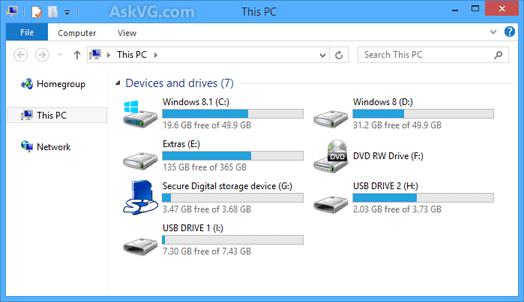 AskVG.com
This PC
File
Computer
View
This PC
Search This PC
Homegroup
This PC
Network
Devices and drives (7)
Windows 8.1 (C:)
19.6 GB free of 49.9 GB
Windows 8 (D:)
31.2 GB free of 49.9 GB
Extras (E:)
135 GB free of 365 GB
DVD
DVD RW Drive (F:)
Secure Digital storage device (G:)
3.47 GB free of 3.68 GB
USB DRIVE 2 (H:)
2.03 GB free of 3.73 GB
USB DRIVE 1 (I:)
7.30 GB free of 7.43 GB